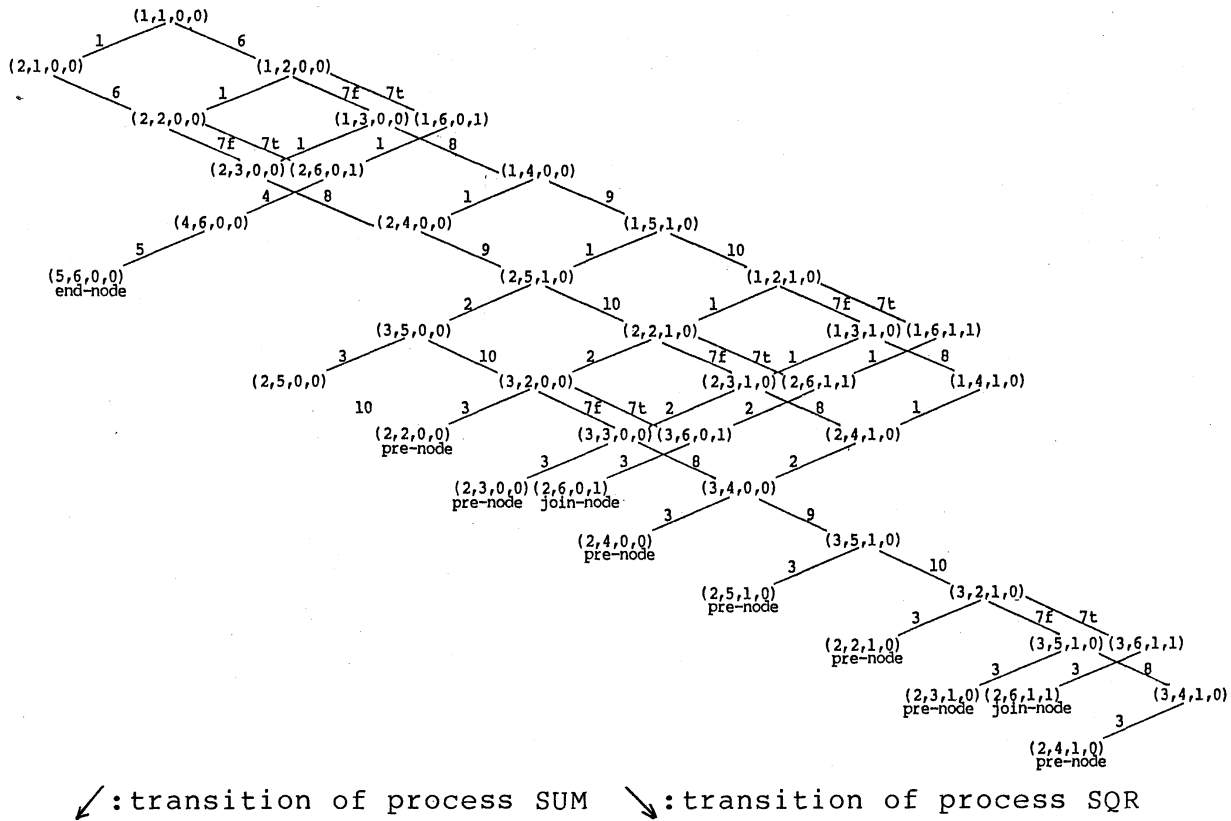 (1,1,0,0)
1 6
(2,1,0,0) (1,2,0,0)
6 1 7f 7t
(2,2,0,0) (1,3,0,0) (1,6,0,1)
7f 7t 1 1 8
(2,3,0,0) (2,6,0,1) (1,4,0,0)
4 8 1 9
(4,6,0,0) (2,4,0,0) (1,5,1,0)
5 9 1 10
(5,6,0,0) (2,5,1,0) (1,2,1,0)
end-node
2 10 1 7f 7t
(3,5,0,0) (2,2,1,0) (1,3,1,0) (1,6,1,1)
3 10 2 7f 7t 1 1 8
(2,5,0,0) (3,2,0,0) (2,3,1,0) (2,6,1,1) (1,4,1,0)
10 3 7f 7t 2 2 8 1
(2,2,0,0) (3,3,0,0) (3,6,0,1) (2,4,1,0)
pre-node
3 3 8 2
(2,3,0,0) (2,6,0,1) (3,4,0,0)
pre-node join-node
3 9
(2,4,0,0) (3,5,1,0)
pre-node
3 10
(2,5,1,0) (3,2,1,0)
pre-node
3 7f 7t
(2,2,1,0) (3,5,1,0) (3,6,1,1)
pre-node
3 3 8
(2,3,1,0) (2,6,1,1) (3,4,1,0)
pre-node join-node
3
(2,4,1,0)
pre-node
:transition of process SUM :transition of process SQR